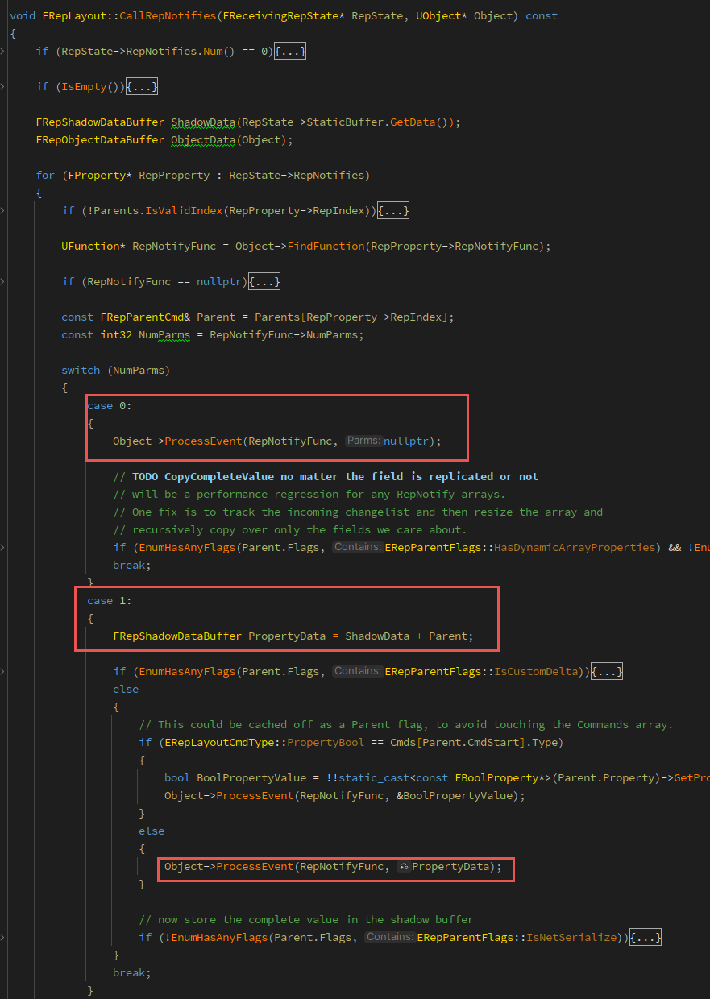 void FRepLayout::CallRepNotifies(FReceivingRepState* RepState, UObject* Object) const
{
if (RepState->RepNotifies.Num() == 0){...}
if (IsEmpty()){...}
FRepShadowDataBuffer ShadowData(RepState->StaticBuffer.GetData());
FRepObjectDataBuffer ObjectData(Object);
for (FProperty* RepProperty : RepState->RepNotifies)
{
if (!Parents.IsValidIndex(RepProperty->RepIndex)){...}
UFunction* RepNotifyFunc = Object->FindFunction(RepProperty->RepNotifyFunc);
if (RepNotifyFunc == nullptr){...}
const FRepParentCmd& Parent = Parents[RepProperty->RepIndex];
const int32 NumParms = RepNotifyFunc->NumParms;
switch (NumParms)
{
case 0:
{
Object->ProcessEvent(RepNotifyFunc, Parms: nullptr);
// TODO CopyCompleteValue no matter the field is replicated or not
// will be a performance regression for any RepNotify arrays.
// One fix is to track the incoming changelist and then resize the array and
// recursively copy over only the fields we care about.
if (EnumHasAnyFlags(Parent.Flags, Contains: ERepParentFlags::HasDynamicArrayProperties) && !Enu
break;
}
case 1:
{
FRepShadowDataBuffer PropertyData = ShadowData + Parent;
if (EnumHasAnyFlags(Parent.Flags, Contains: ERepParentFlags::IsCustomDelta)){...}
else
{
// This could be cached off as a Parent flag, to avoid touching the Commands array.
if (ERepLayoutCmdType::PropertyBool == Cmds[Parent.CmdStart].Type)
{
bool BoolPropertyValue = !!static_cast<const FBoolProperty*>(Parent.Property)->GetPro
Object->ProcessEvent(RepNotifyFunc, &BoolPropertyValue);
}
else
{
Object->ProcessEvent(RepNotifyFunc, PropertyData);
}
// now store the complete value in the shadow buffer
if (!EnumHasAnyFlags(Parent.Flags, Contains: ERepParentFlags::IsNetSerialize)){...}
}
break;
}